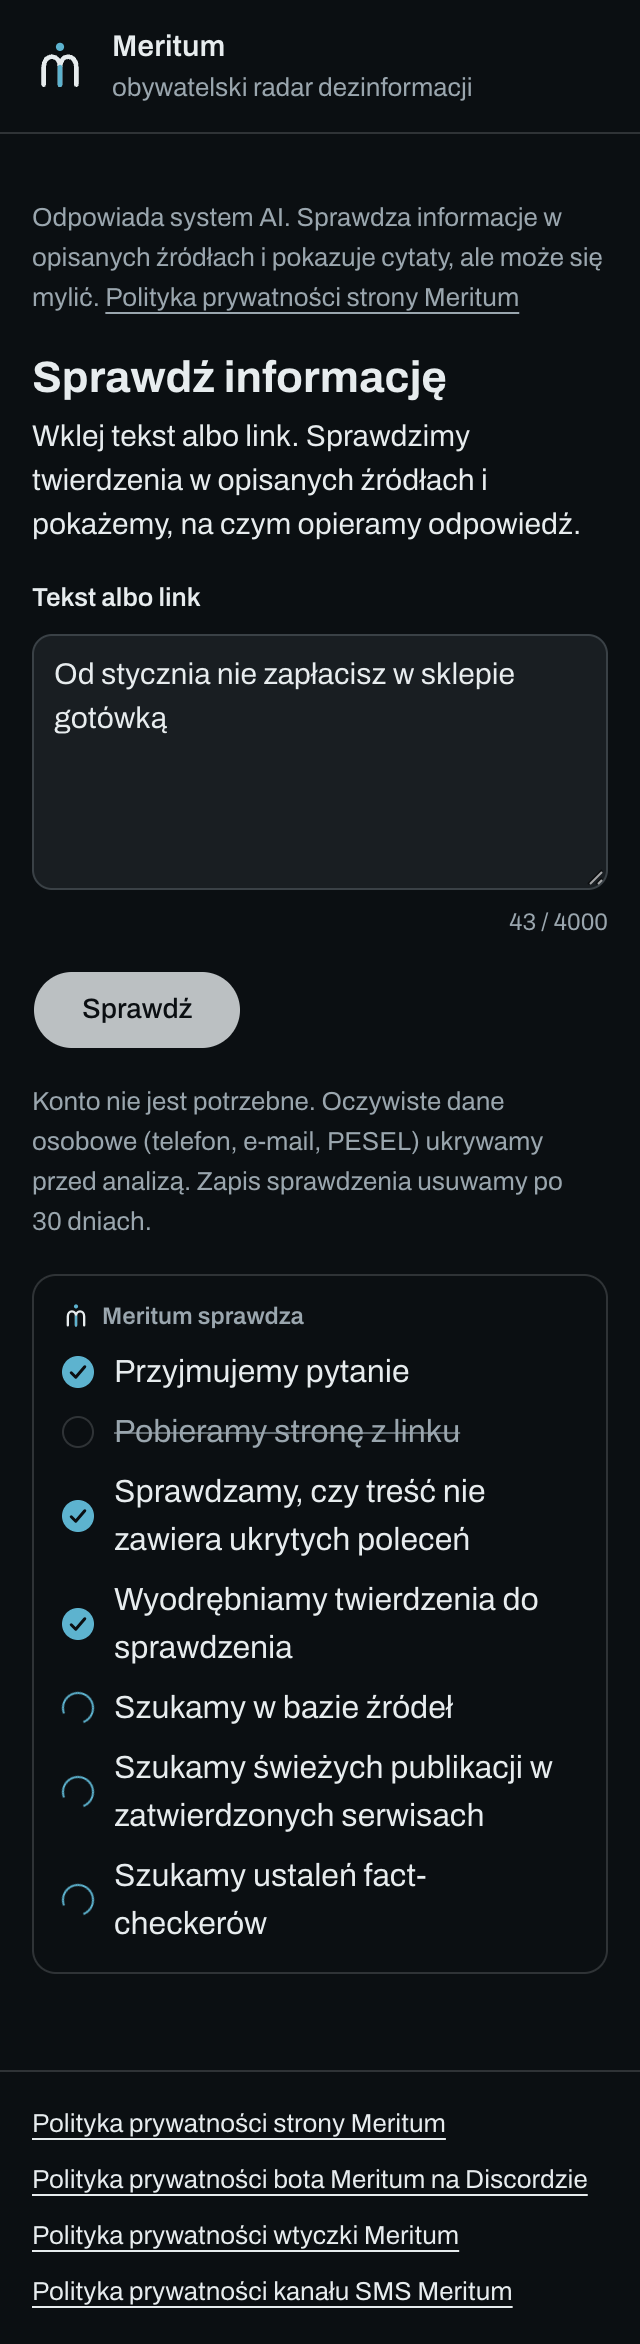 Meritum
obywatelski radar dezinformacji
Odpowiada system AI. Sprawdza informacje w
opisanych źródłach i pokazuje cytaty, ale może się
mylić. Polityka prywatności strony Meritum
Sprawdź informację
Wklej tekst albo link. Sprawdzimy
twierdzenia w opisanych źródłach i
pokażemy, na czym opieramy odpowiedź.
Tekst albo link
Od stycznia nie zapłacisz w sklepie
gotówką
43 / 4000
Sprawdź
Konto nie jest potrzebne. Oczywiste dane
osobowe (telefon, e-mail, PESEL) ukrywamy
przed analizą. Zapis sprawdzenia usuwamy po
30 dniach.
Meritum sprawdza
Przyjmujemy pytanie
Pobieramy stronę z linku
Sprawdzamy, czy treść nie
zawiera ukrytych poleceń
Wyodrębniamy twierdzenia do
sprawdzenia
Szukamy w bazie źródeł
Szukamy świeżych publikacji w
zatwierdzonych serwisach
Szukamy ustaleń fact-
checkerów
Polityka prywatności strony Meritum
Polityka prywatności bota Meritum na Discordzie
Polityka prywatności wtyczki Meritum
Polityka prywatności kanału SMS Meritum